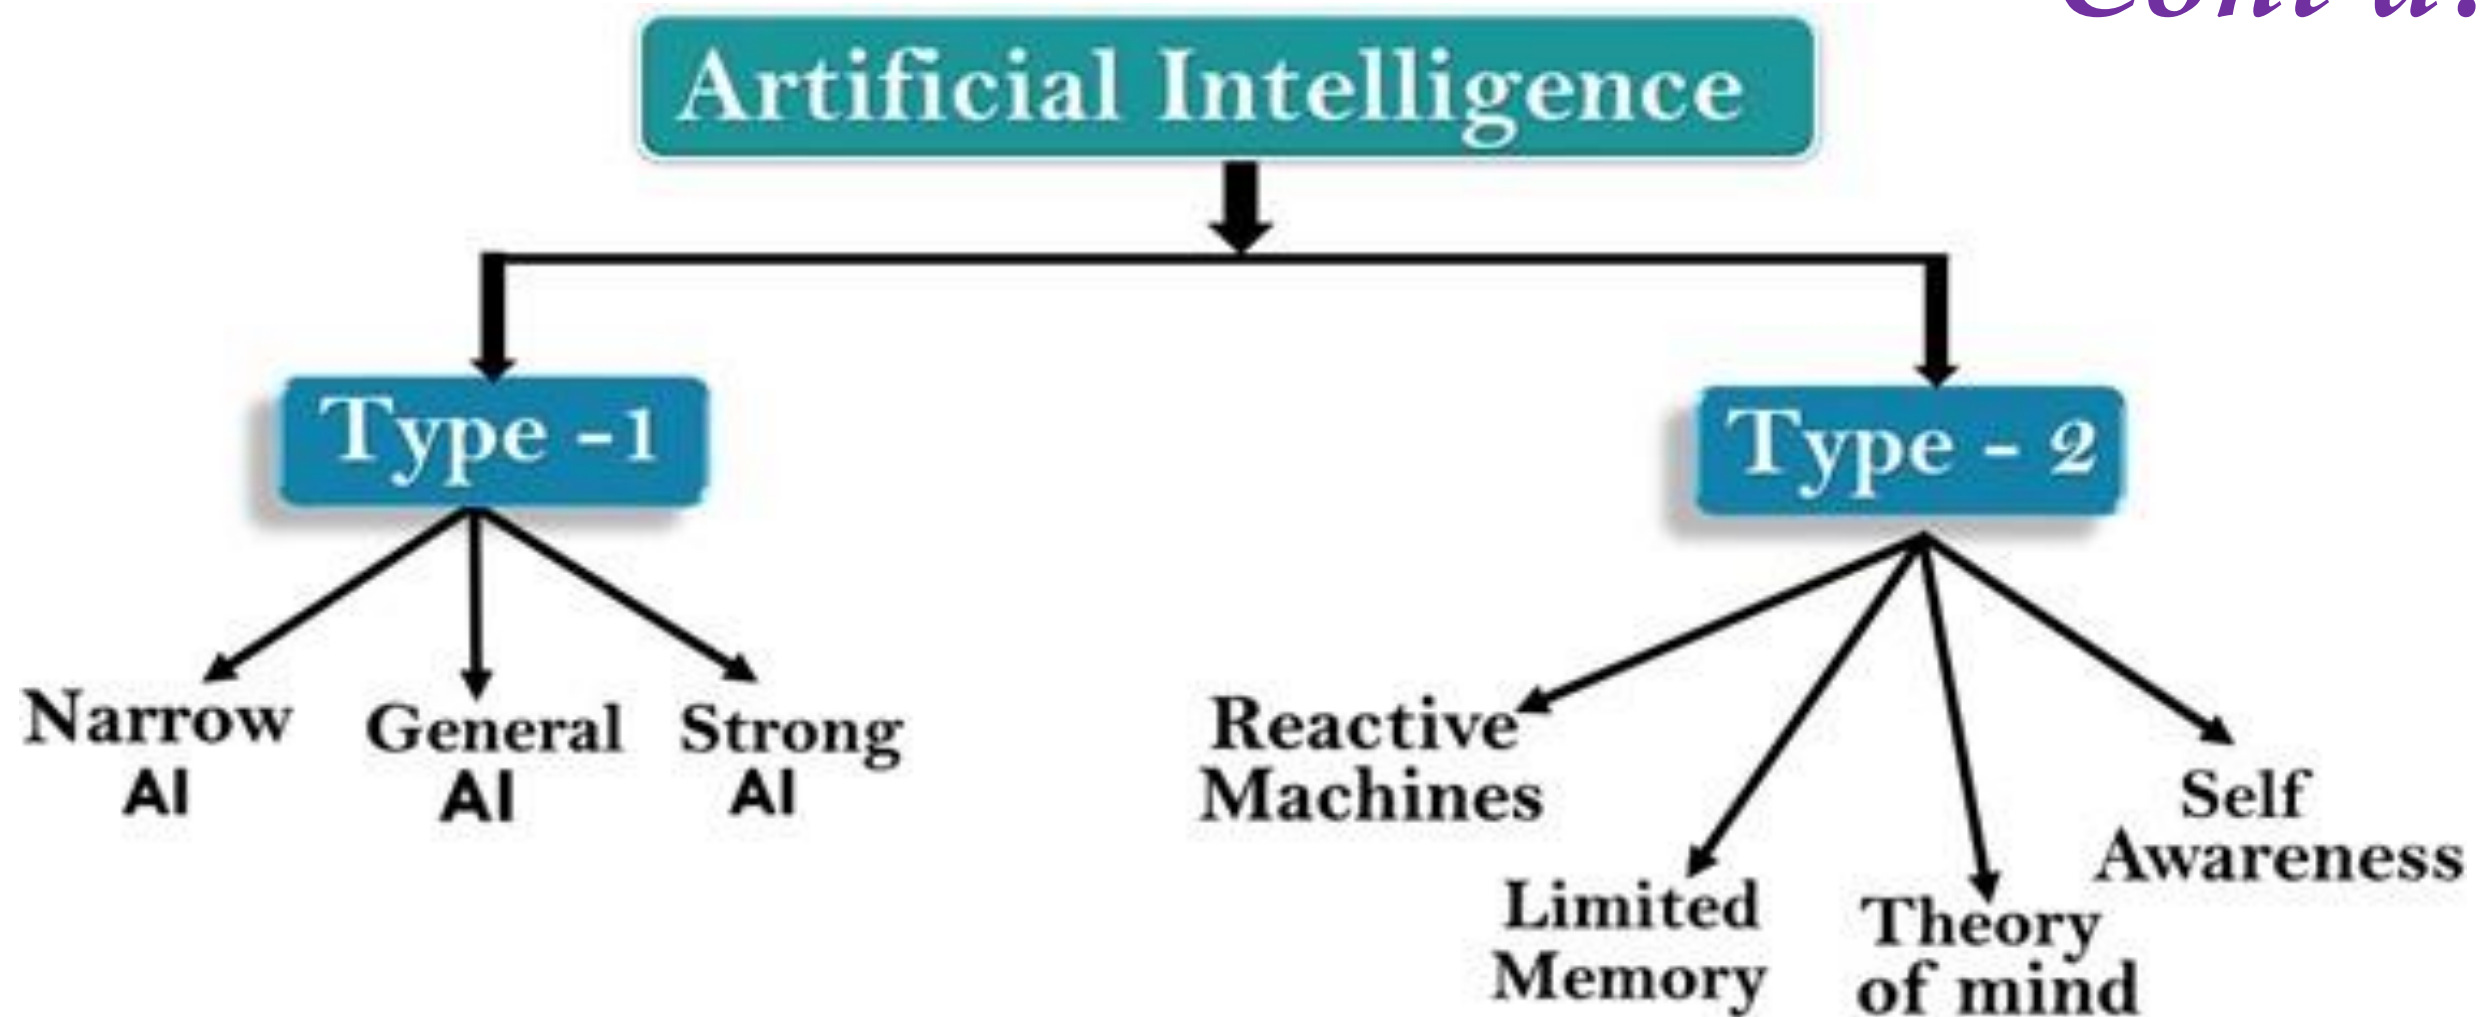 Artificial Intelligence
Type -1
Type - 2
Narrow
AI
General
AI
Strong
AI
Reactive
Machines
Limited
Memory
Theory
of mind
Self
Awareness